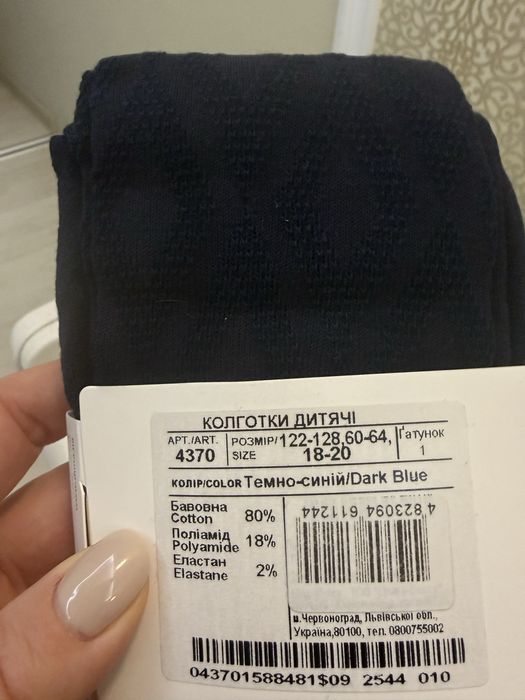 КОЛГОТКИ ДИТЯЧІ
АРТ./ART. 4370
РОЗМІР/SIZE 122-128,60-64, 18-20
Ґатунок 1
КОЛІР/COLOR Темно-синій/Dark Blue
Бавовна Cotton 80%
Поліамід Polyamide 18%
Еластан Elastane 2%
4 823094 611244
м.Червоноград, Львівської обл.,
Україна,80100, тел. 0800755002
043701588481$09 2544 010